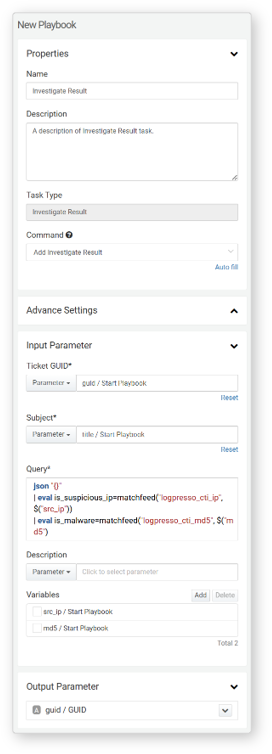 New Playbook
Properties
Name
Investigate Result
Description
A description of Investigate Result task.
Task Type
Investigate Result
Command
Add Investigate Result
Auto fill
Advance Settings
Input Parameter
Ticket GUID*
Parameter guid / Start Playbook
Reset
Subject*
Parameter title / Start Playbook
Reset
Query*
json "{}"
| eval is_suspicious_ip=matchfeed("logpresso_cti_ip",
$("src_ip"))
| eval is_malware=matchfeed("logpresso_cti_md5", $("m
d5")
Description
Parameter Click to select parameter
Variables Add Delete
src_ip / Start Playbook
md5 / Start Playbook
Total 2
Output Parameter
A guid / GUID